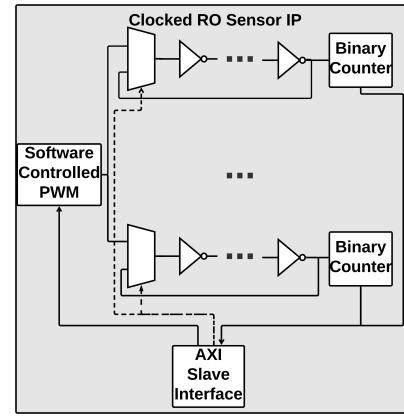 Clocked RO Sensor IP
Binary
Counter
Software
Controlled
PWM
Binary
Counter
AXI
Slave
Interface